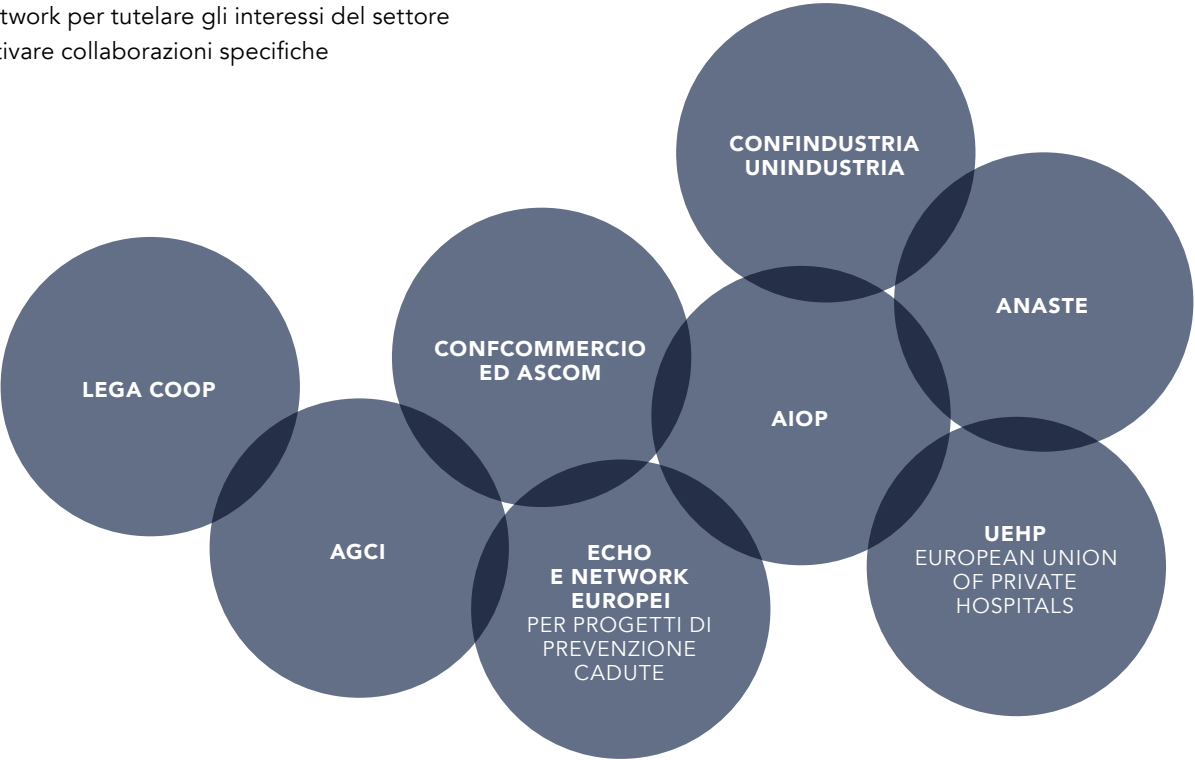 twork per tutelare gli interessi del settore
tivare collaborazioni specifiche
CONFINDUSTRIA
UNINDUSTRIA
ANASTE
CONFCOMMERCIO
ED ASCOM
LEGA COOP
AIOP
AGCI
ECHO
E NETWORK
EUROPEI
PER PROGETTI DI
PREVENZIONE
CADUTE
UEHP
EUROPEAN UNION
OF PRIVATE
HOSPITALS